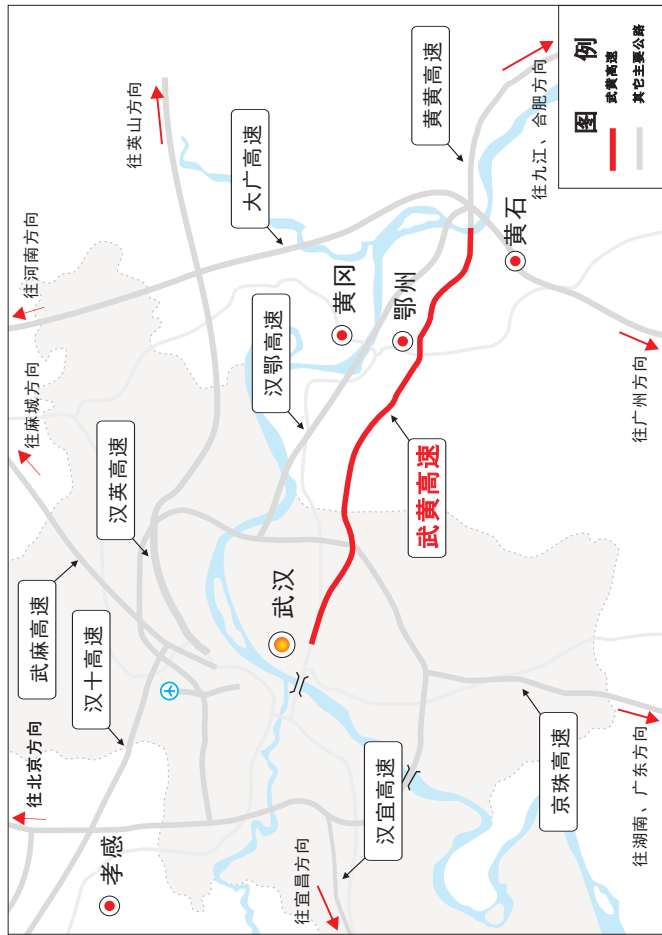 往北京方向
武麻高速
往麻城方向
往河南方向
往英山方向
汉十高速
汉英高速
大广高速
孝感
汉鄂高速
黄冈
黄黄高速
武汉
鄂州
往宜昌方向
汉宜高速
武黄高速
黄石
往九江、合肥方向
京珠高速
往湖南、广东方向
往广州方向
图 例
武黄高速
其它主要公路